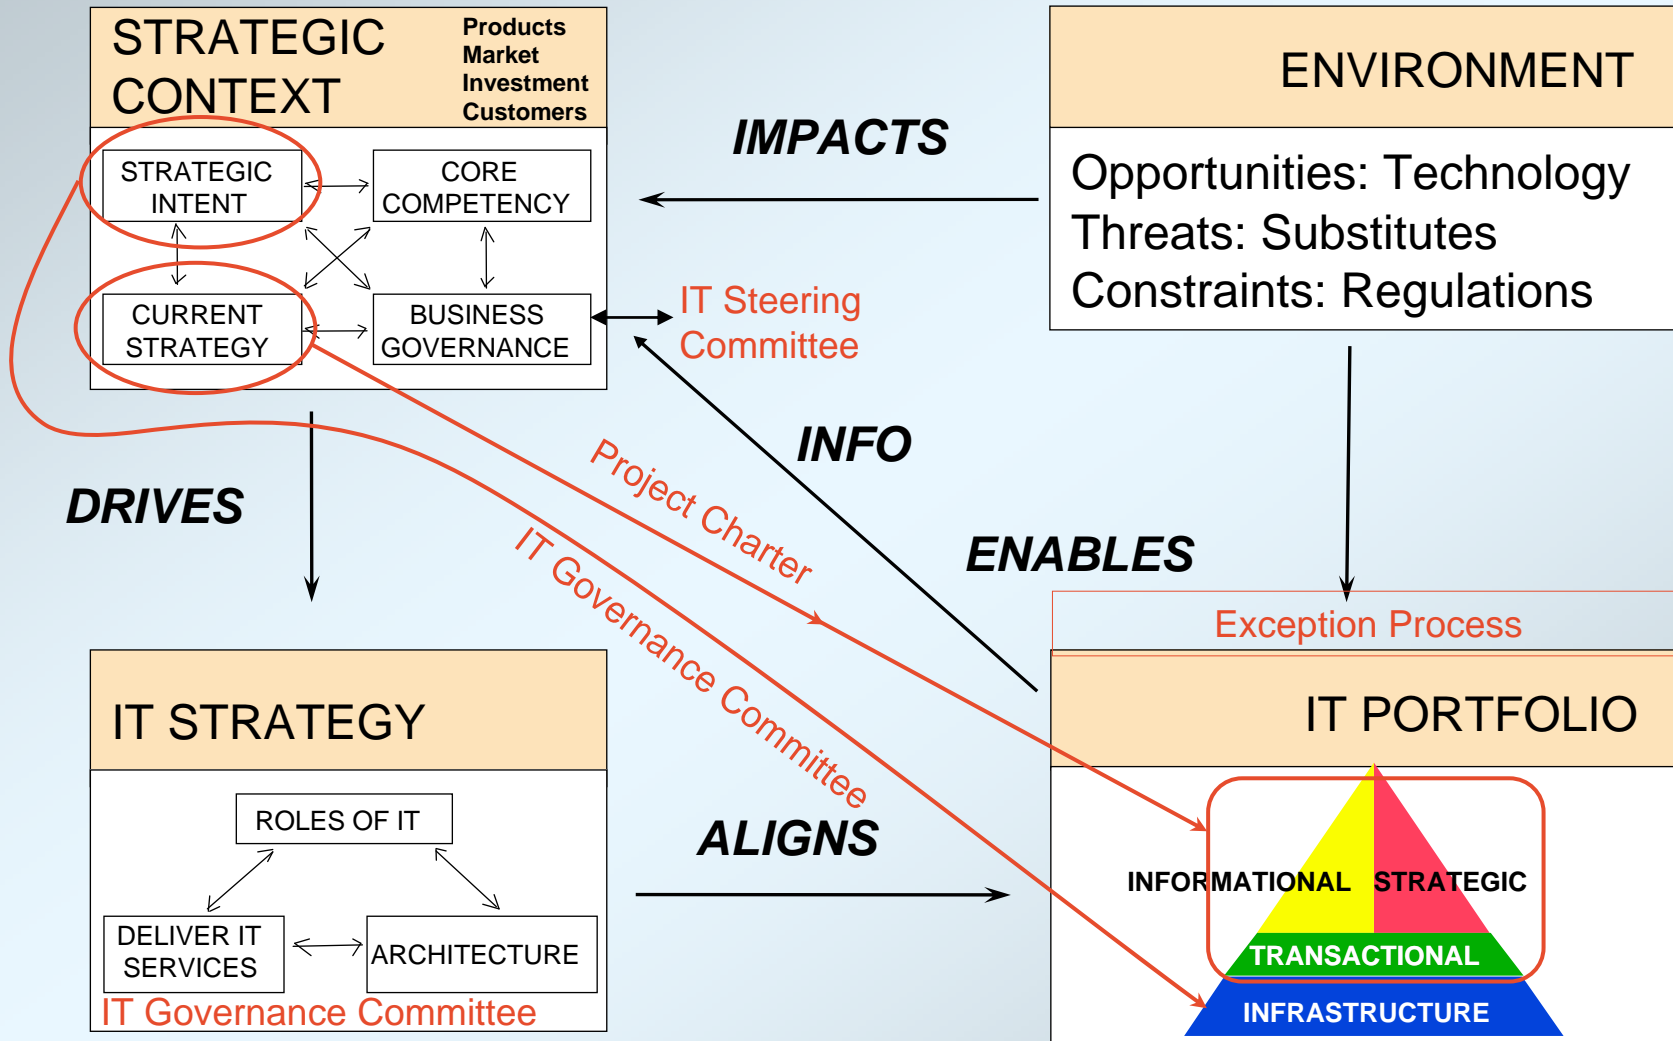 STRATEGIC
CONTEXT
Products
Market
Investment
Customers
STRATEGIC
INTENT
CORE
COMPETENCY
CURRENT
STRATEGY
BUSINESS
GOVERNANCE
IT Steering
Committee
IMPACTS
ENVIRONMENT
Opportunities: Technology
Threats: Substitutes
Constraints: Regulations
DRIVES
INFO
Project Charter
IT Governance Committee
ENABLES
Exception Process
IT STRATEGY
ROLES OF IT
DELIVER IT
SERVICES
ARCHITECTURE
IT Governance Committee
ALIGNS
IT PORTFOLIO
INFORMATIONAL
STRATEGIC
TRANSACTIONAL
INFRASTRUCTURE